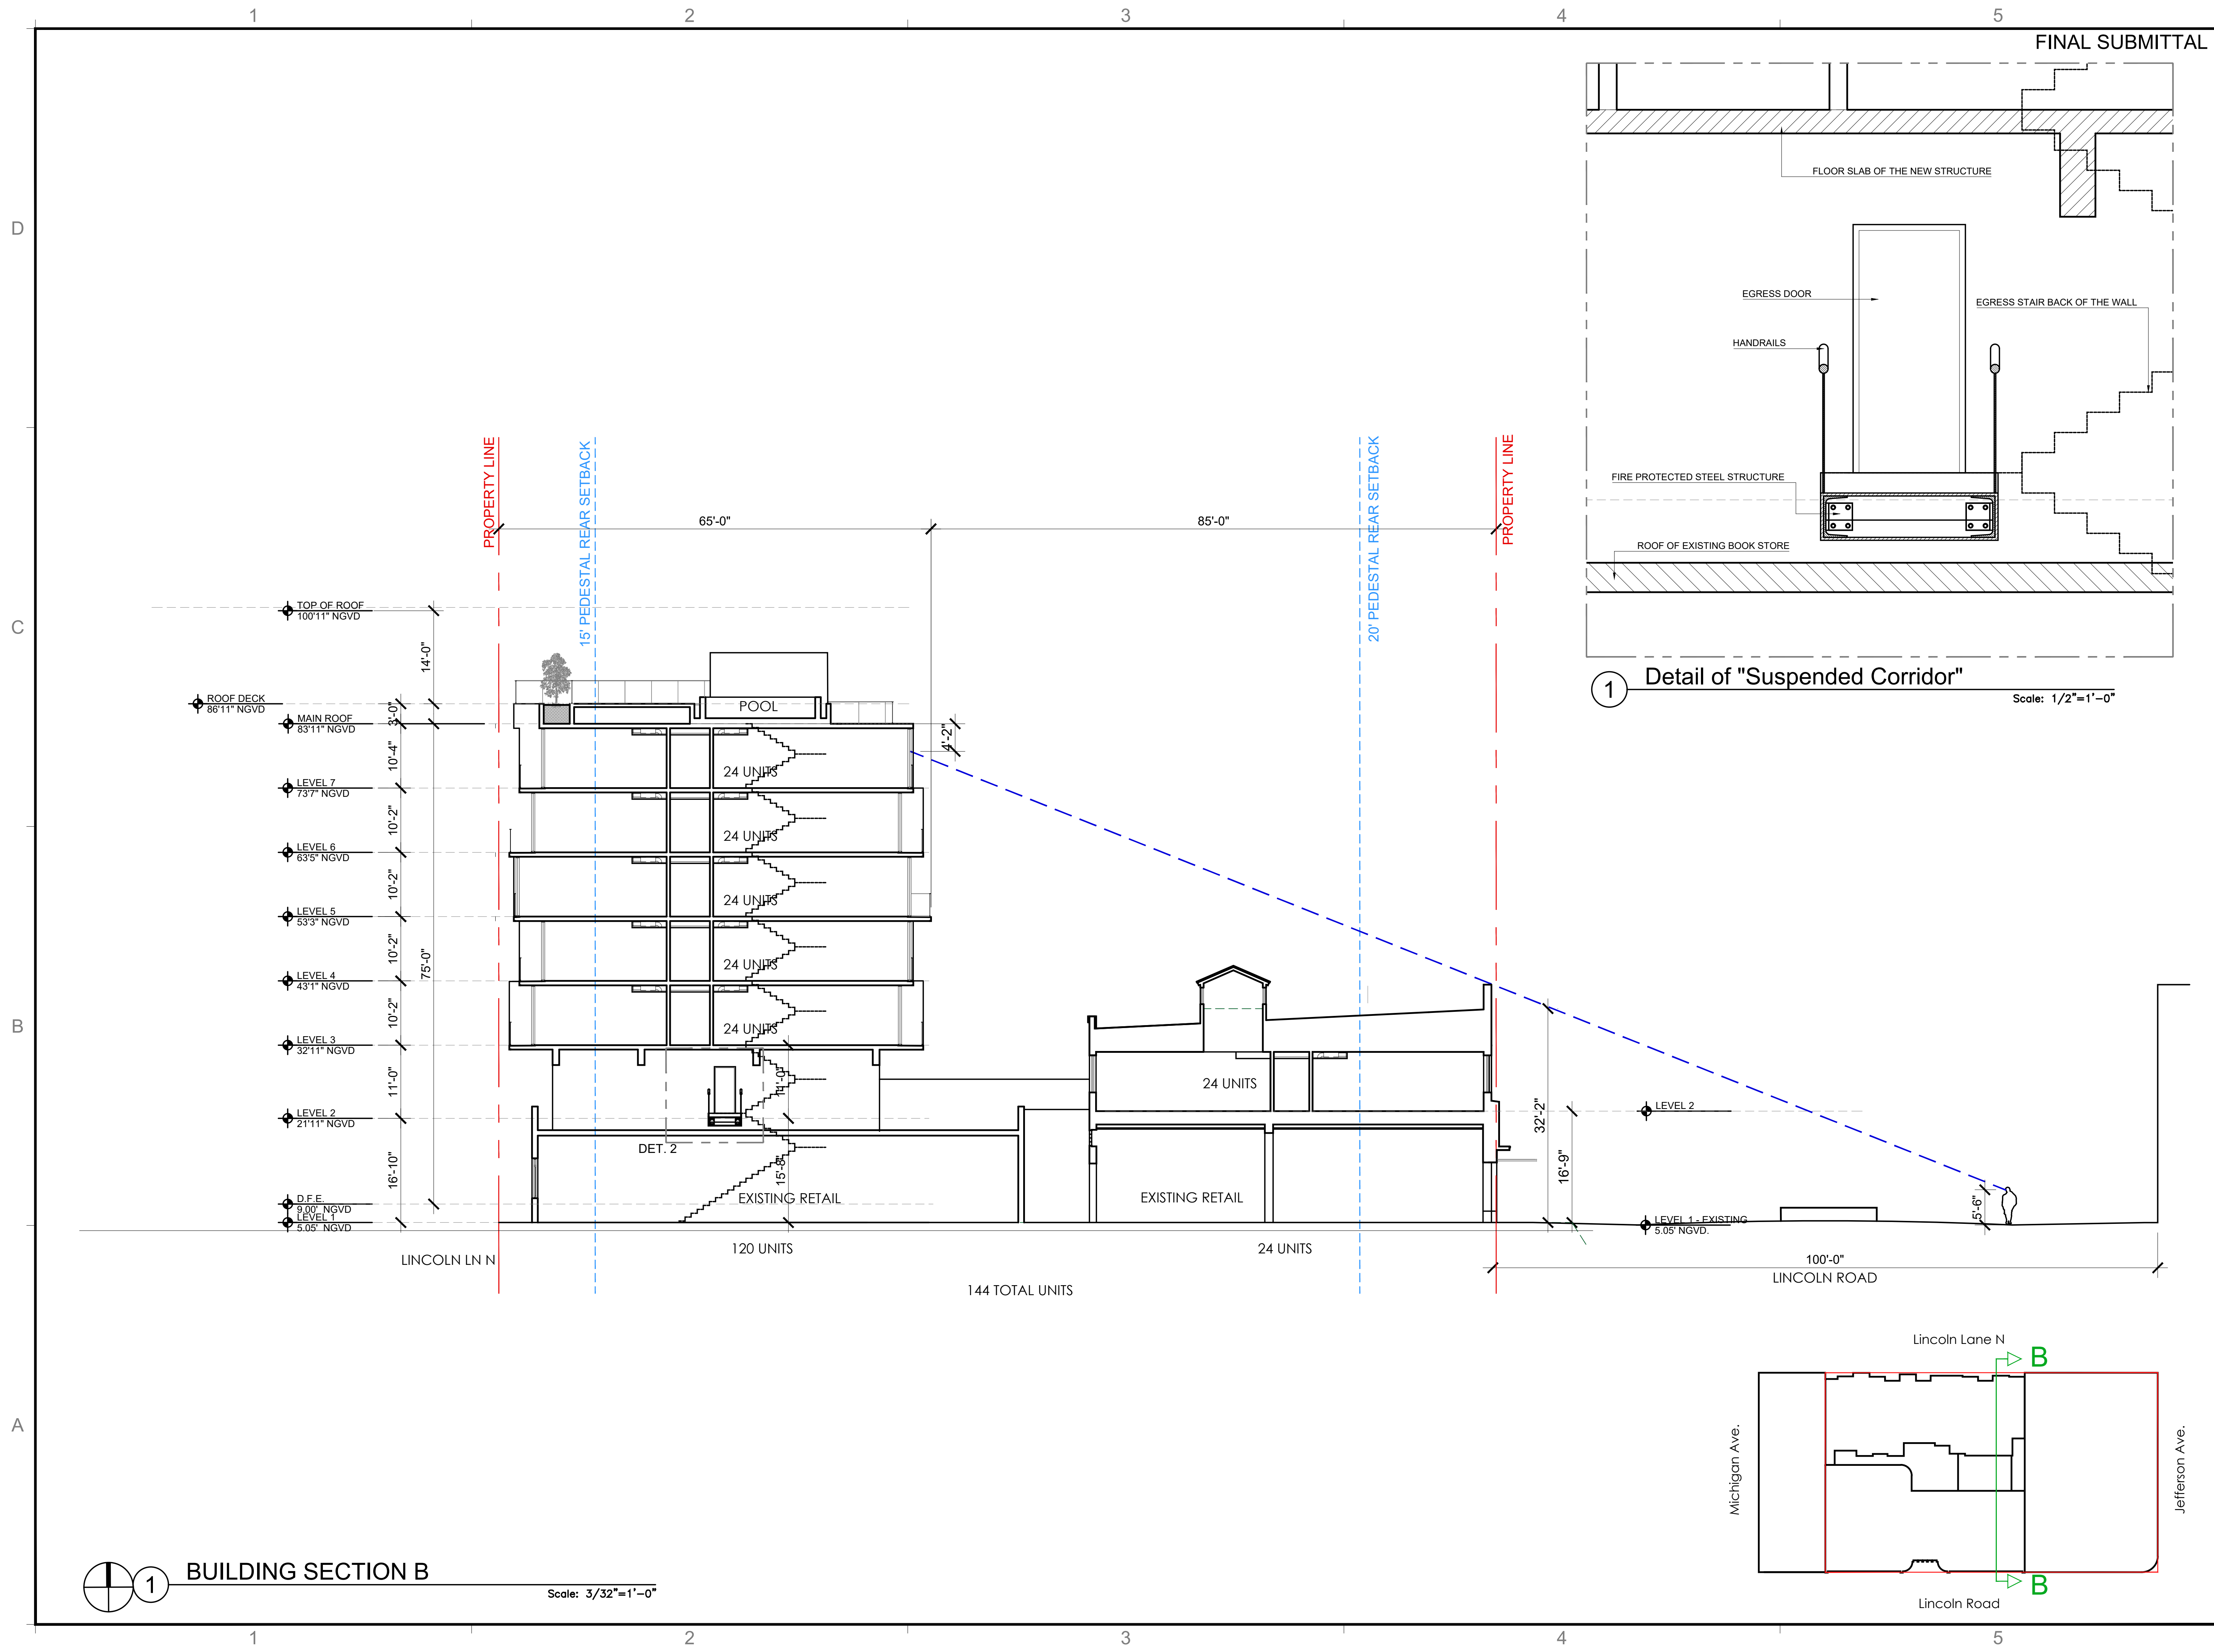 1 2 3 4 5
FINAL SUBMITTAL
D
C
B
A
FLOOR SLAB OF THE NEW STRUCTURE
EGRESS DOOR
EGRESS STAIR BACK OF THE WALL
HANDRAILS
FIRE PROTECTED STEEL STRUCTURE
ROOF OF EXISTING BOOK STORE
1
Detail of "Suspended Corridor"
Scale: 1/2"=1'-0"
PROPERTY LINE
15' PEDESTAL REAR SETBACK
20' PEDESTAL REAR SETBACK
PROPERTY LINE
65'-0"
85'-0"
TOP OF ROOF
100'11" NGVD
14'-0"
ROOF DECK
86'11" NGVD
3'-0"
MAIN ROOF
83'11" NGVD
10'-4"
LEVEL 7
73'7" NGVD
10'-2"
LEVEL 6
63'5" NGVD
10'-2"
LEVEL 5
53'3" NGVD
10'-2"
LEVEL 4
43'1" NGVD
10'-2"
LEVEL 3
32'11" NGVD
11'-0"
LEVEL 2
21'11" NGVD
16'-10"
D.F.E.
9.00' NGVD
LEVEL 1
5.05' NGVD
75'-0"
POOL
4'-2"
24 UNITS
24 UNITS
24 UNITS
24 UNITS
24 UNITS
11'-0"
DET. 2
15'-8"
EXISTING RETAIL
24 UNITS
EXISTING RETAIL
32'-2"
16'-9"
LEVEL 2
LEVEL 1 - EXISTING
5.05' NGVD.
5'-6"
100'-0"
LINCOLN ROAD
LINCOLN LN N
120 UNITS
24 UNITS
144 TOTAL UNITS
Lincoln Lane N
B
Michigan Ave.
Jefferson Ave.
B
Lincoln Road
1
BUILDING SECTION B
Scale: 3/32"=1'-0"
1 2 3 4 5